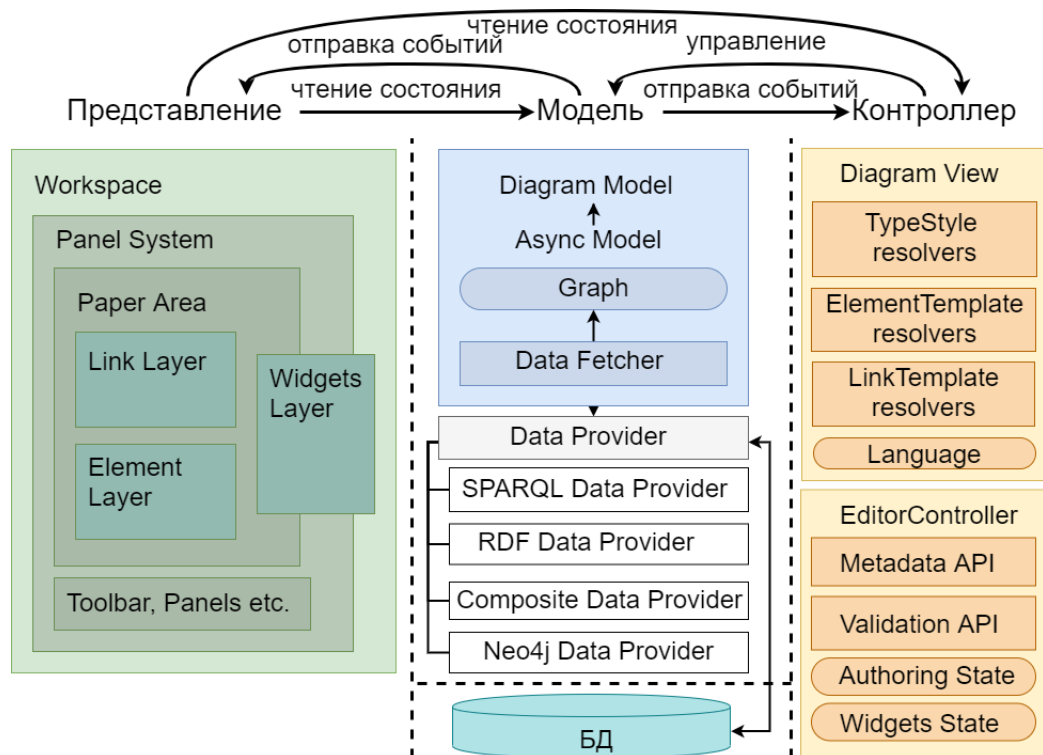 чтение состояния
отправка событий
управление
чтение состояния
отправка событий
Представление
Модель
Контроллер
Workspace
Panel System
Paper Area
Link Layer
Widgets
Layer
Element
Layer
Toolbar, Panels etc.
Diagram Model
Async Model
Graph
Data Fetcher
Data Provider
SPARQL Data Provider
RDF Data Provider
Composite Data Provider
Neo4j Data Provider
БД
Diagram View
TypeStyle
resolvers
ElementTemplate
resolvers
LinkTemplate
resolvers
Language
EditorController
Metadata API
Validation API
Authoring State
Widgets State